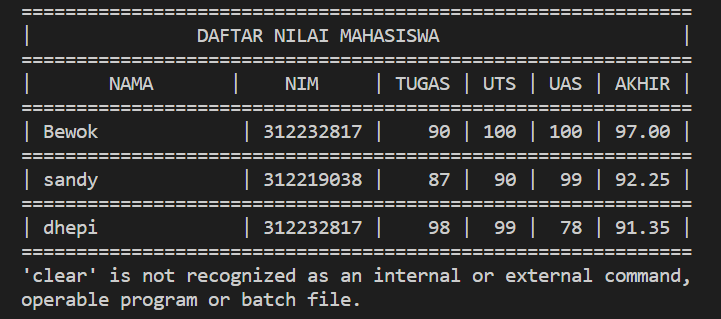 =============================================================
|               DAFTAR NILAI MAHASISWA                      |
=============================================================
|       NAMA       |    NIM     | TUGAS | UTS | UAS | AKHIR |
=============================================================
| Bewok             | 312232817 |    90 | 100 | 100 | 97.00 |
=============================================================
| sandy             | 312219038 |    87 |  90 |  99 | 92.25 |
=============================================================
| dhepi             | 312232817 |    98 |  99 |  78 | 91.35 |
=============================================================
'clear' is not recognized as an internal or external command,
operable program or batch file.